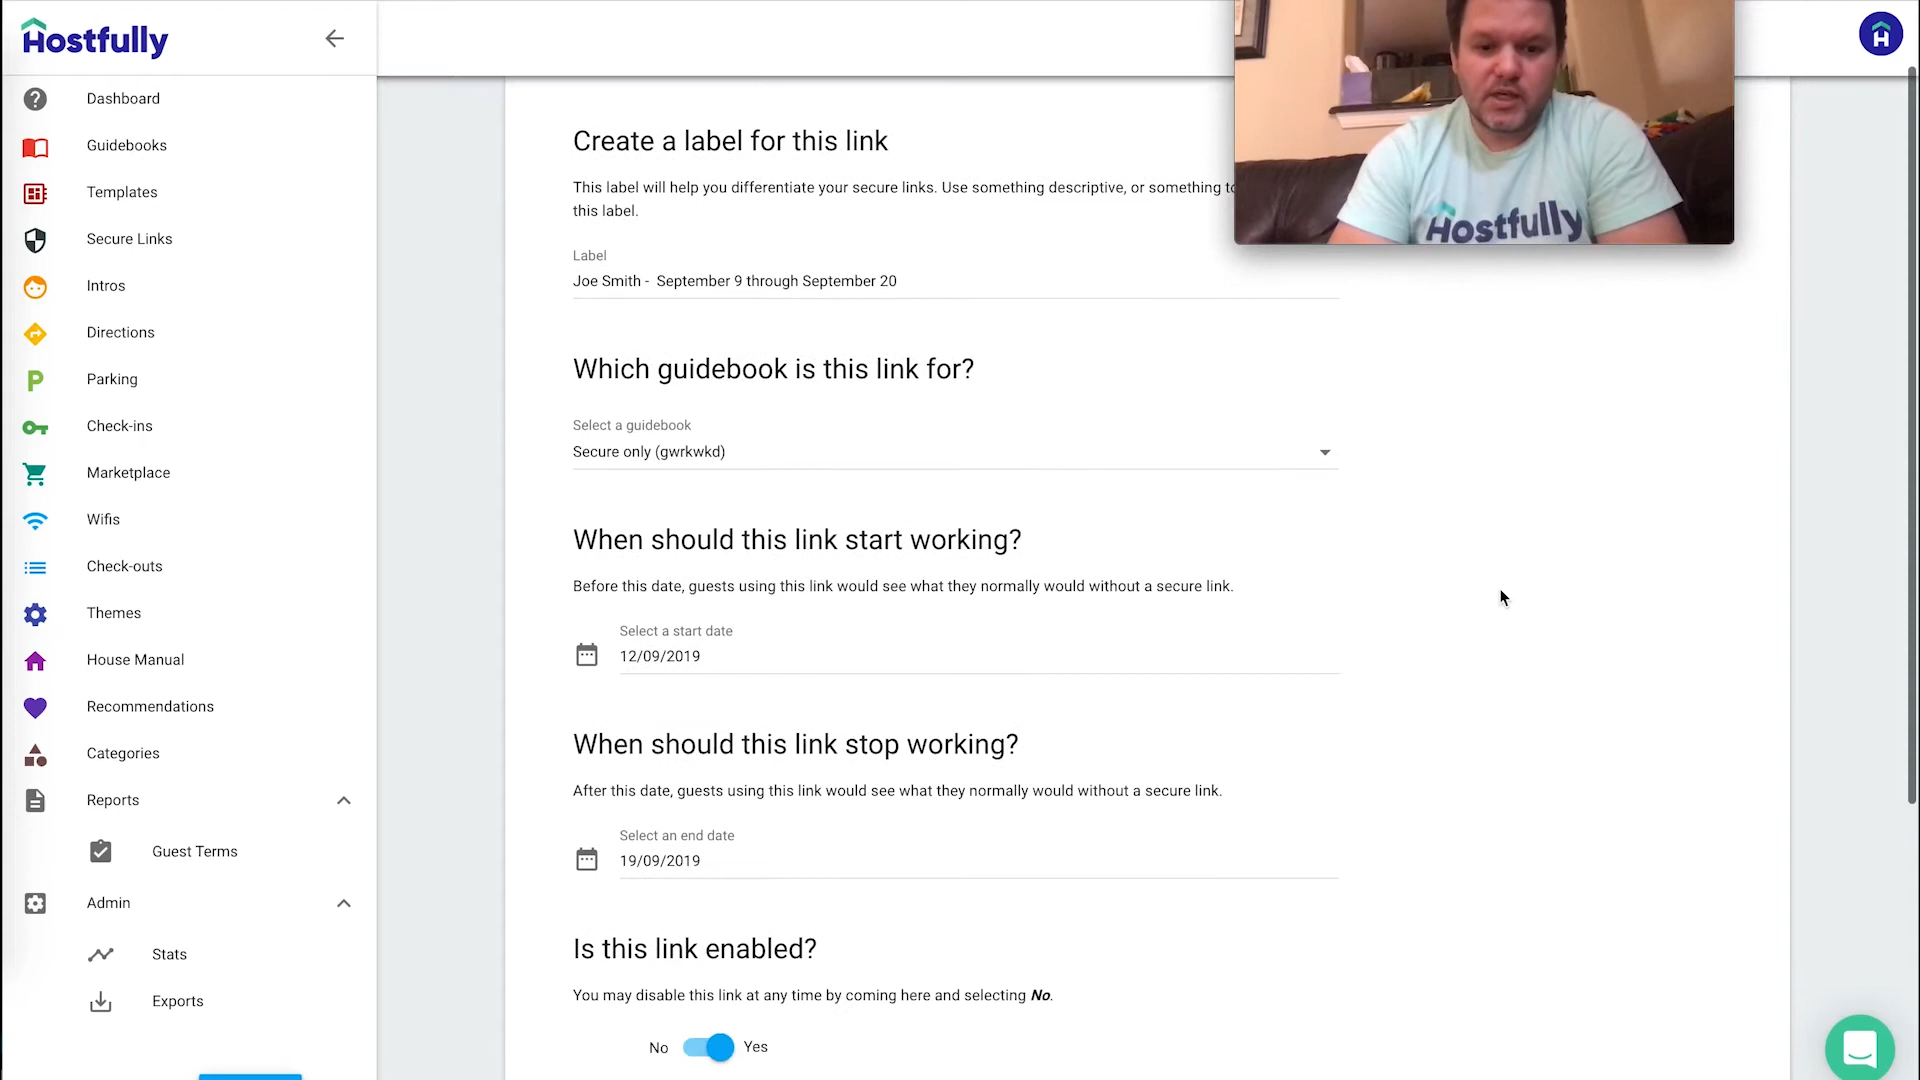 Hostfully
Dashboard
Guidebooks
Templates
Secure Links
Intros
Directions
Parking
Check-ins
Marketplace
Wifis
Check-outs
Themes
House Manual
Recommendations
Categories
Reports
Guest Terms
Admin
Stats
Exports
Create a label for this link
This label will help you differentiate your secure links. Use something descriptive, or something
this label.
Label
Joe Smith -  September 9 through September 20
Which guidebook is this link for?
Select a guidebook
Secure only (gwrkwkd)
When should this link start working?
Before this date, guests using this link would see what they normally would without a secure link.
Select a start date
12/09/2019
When should this link stop working?
After this date, guests using this link would see what they normally would without a secure link.
Select an end date
19/09/2019
Is this link enabled?
You may disable this link at any time by coming here and selecting No.
No
Yes
Hostfully
H